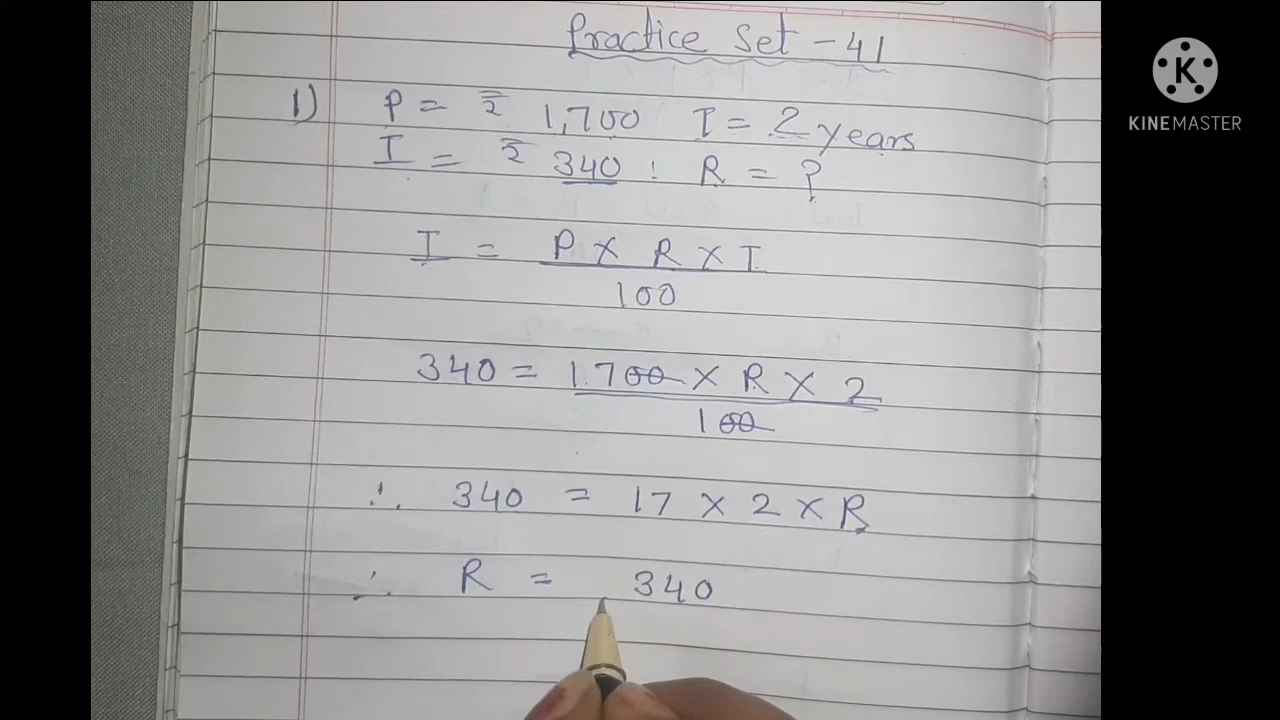 Practice Set - 41
1) P = ₹ 1,700 T = 2 years
I = ₹ 340 : R = ?
I = P × R × T
100
340 = 1700 × R × 2
100
∴ 340 = 17 × 2 × R
∴ R = 340
K
KINEMASTER